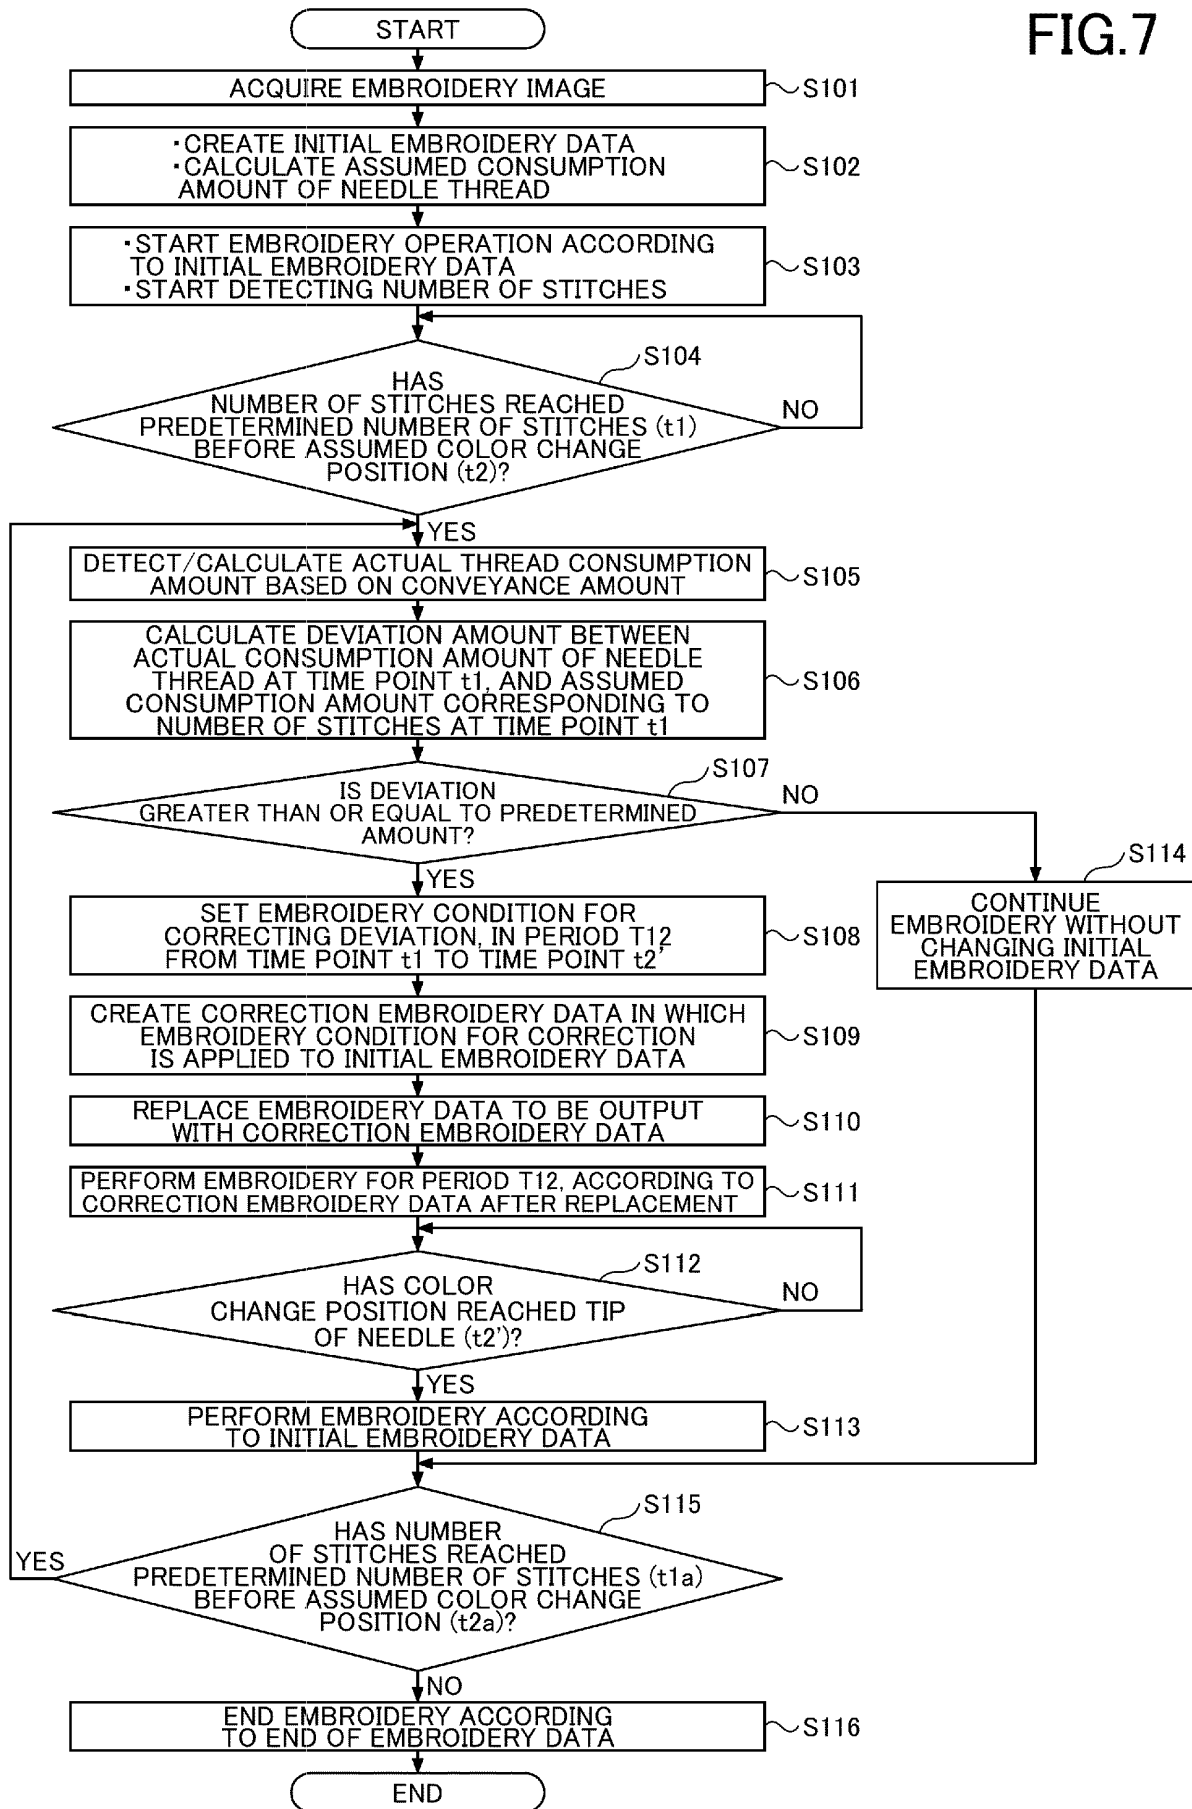 FIG.7
START
ACQUIRE EMBROIDERY IMAGE
S101
・CREATE INITIAL EMBROIDERY DATA
・CALCULATE ASSUMED CONSUMPTION
AMOUNT OF NEEDLE THREAD
S102
・START EMBROIDERY OPERATION ACCORDING
TO INITIAL EMBROIDERY DATA
・START DETECTING NUMBER OF STITCHES
S103
S104
HAS
NUMBER OF STITCHES REACHED
PREDETERMINED NUMBER OF STITCHES (t1)
BEFORE ASSUMED COLOR CHANGE
POSITION (t2)?
NO
YES
DETECT/CALCULATE ACTUAL THREAD CONSUMPTION
AMOUNT BASED ON CONVEYANCE AMOUNT
S105
CALCULATE DEVIATION AMOUNT BETWEEN
ACTUAL CONSUMPTION AMOUNT OF NEEDLE
THREAD AT TIME POINT t1, AND ASSUMED
CONSUMPTION AMOUNT CORRESPONDING TO
NUMBER OF STITCHES AT TIME POINT t1
S106
S107
IS DEVIATION
GREATER THAN OR EQUAL TO PREDETERMINED
AMOUNT?
NO
YES
S114
CONTINUE
EMBROIDERY WITHOUT
CHANGING INITIAL
EMBROIDERY DATA
SET EMBROIDERY CONDITION FOR
CORRECTING DEVIATION, IN PERIOD T12
FROM TIME POINT t1 TO TIME POINT t2'
S108
CREATE CORRECTION EMBROIDERY DATA IN WHICH
EMBROIDERY CONDITION FOR CORRECTION
IS APPLIED TO INITIAL EMBROIDERY DATA
S109
REPLACE EMBROIDERY DATA TO BE OUTPUT
WITH CORRECTION EMBROIDERY DATA
S110
PERFORM EMBROIDERY FOR PERIOD T12, ACCORDING TO
CORRECTION EMBROIDERY DATA AFTER REPLACEMENT
S111
S112
HAS COLOR
CHANGE POSITION REACHED TIP
OF NEEDLE (t2')?
NO
YES
PERFORM EMBROIDERY ACCORDING
TO INITIAL EMBROIDERY DATA
S113
S115
HAS NUMBER
OF STITCHES REACHED
PREDETERMINED NUMBER OF STITCHES (t1a)
BEFORE ASSUMED COLOR CHANGE
POSITION (t2a)?
YES
NO
END EMBROIDERY ACCORDING
TO END OF EMBROIDERY DATA
S116
END